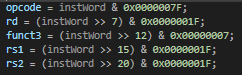 opcode = instWord & 0x0000007F;
rd = (instWord >> 7) & 0x0000001F;
funct3 = (instWord >> 12) & 0x00000007;
rs1 = (instWord >> 15) & 0x0000001F;
rs2 = (instWord >> 20) & 0x0000001F;